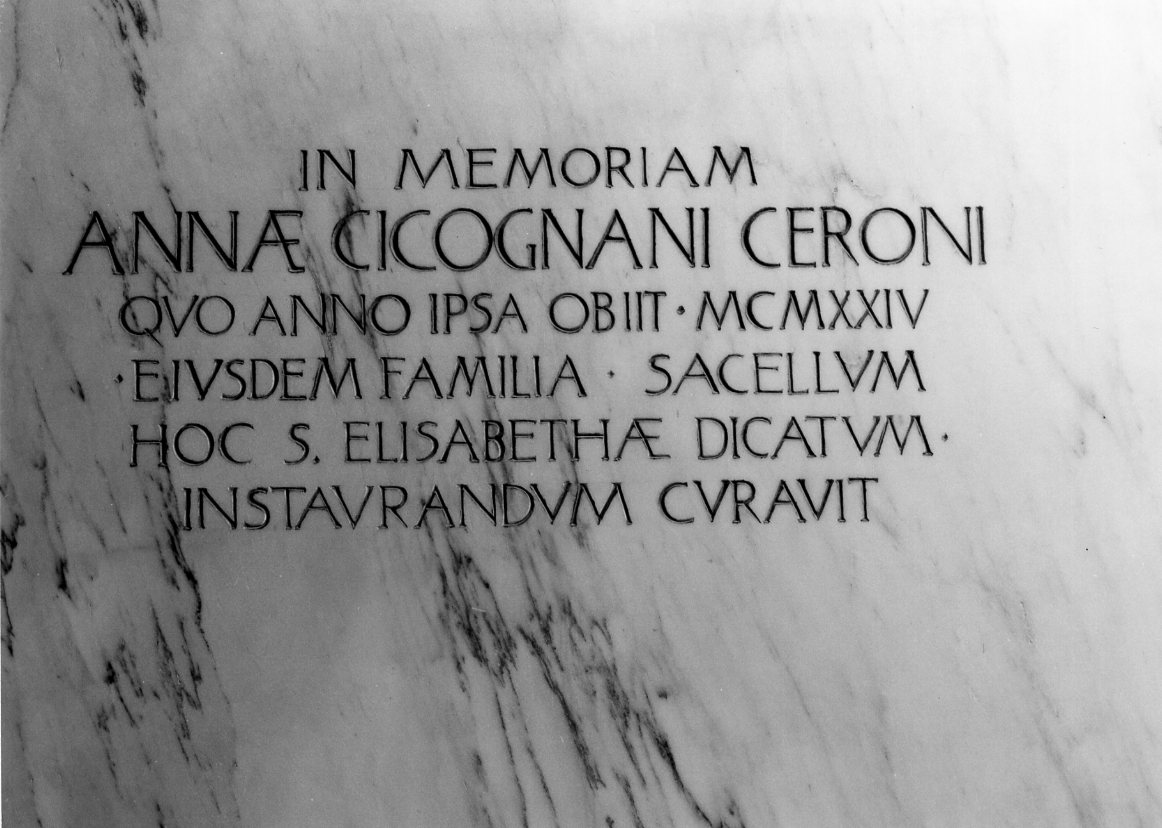 IN MEMORIAM
ANNÆ CICOGNANI CERONI
QVO ANNO IPSA OBIIT · MCMXXIV
· EIVSDEM FAMILIA · SACELLVM
HOC S. ELISABETHÆ DICATVM ·
INSTAVRANDVM CVRAVIT